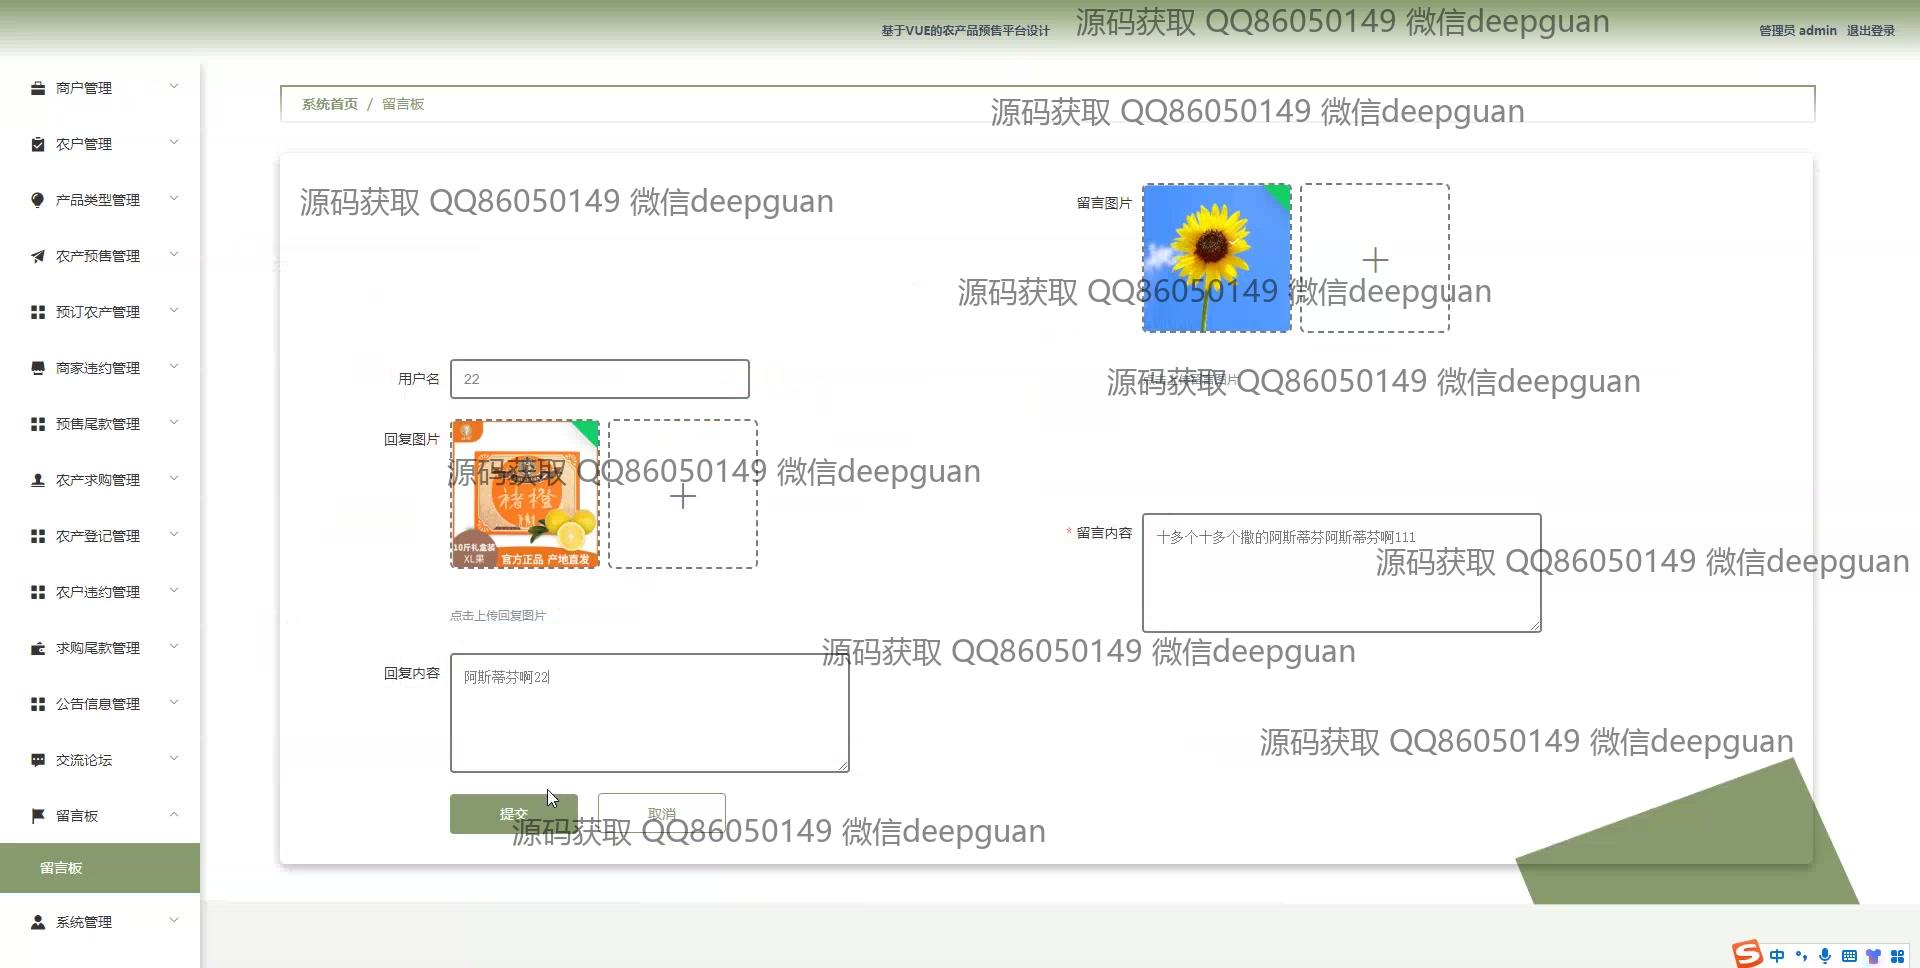 基于VUE的农产品预售平台设计
源码获取 QQ86050149 微信deepguan
管理员 admin 退出登录
商户管理
农户管理
产品类型管理
农产预售管理
预订农产管理
商家违约管理
预售尾款管理
农产求购管理
农产登记管理
农户违约管理
求购尾款管理
公告信息管理
交流论坛
留言板
留言板
系统管理
系统首页 / 留言板
源码获取 QQ86050149 微信deepguan
源码获取 QQ86050149 微信deepguan
留言图片
源码获取 QQ86050149 微信deepguan
用户名 22
点击上传留言图片
源码获取 QQ86050149 微信deepguan
回复图片
褚橙
10斤礼盒装
XL果
官方正品 产地直发
源码获取 QQ86050149 微信deepguan
* 留言内容
十多个十多个撒的阿斯蒂芬阿斯蒂芬啊111
源码获取 QQ86050149 微信deepguan
点击上传回复图片
源码获取 QQ86050149 微信deepguan
回复内容
阿斯蒂芬啊22
源码获取 QQ86050149 微信deepguan
提交
取消
源码获取 QQ86050149 微信deepguan
中